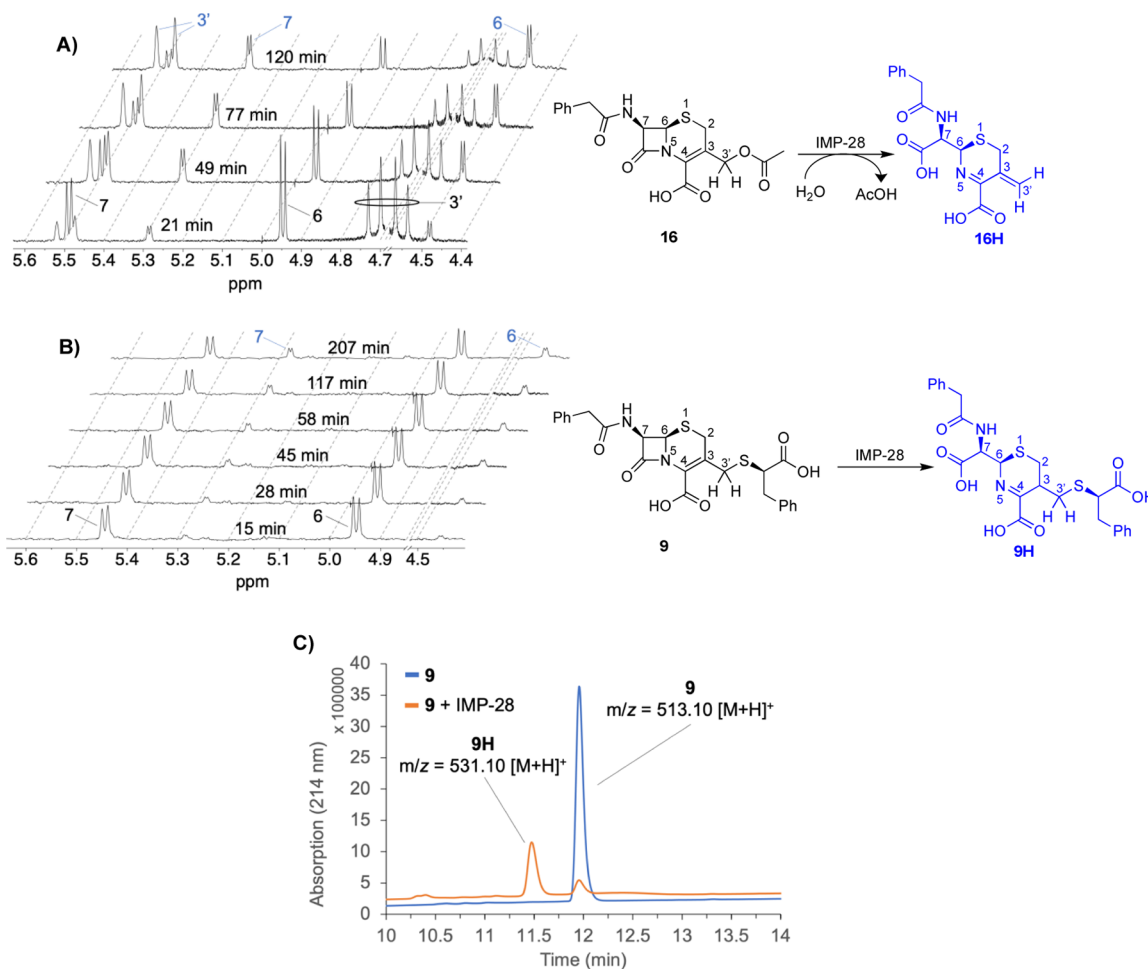 A)
3'
7
6
120 min
77 min
49 min
21 min
7
6
3'
5.6 5.5 5.4 5.3 5.2 5.1 5.0 4.9 4.8 4.7 4.6 4.5 4.4
ppm
Ph
O
H
N
7
6
S
1
2
3
3'
4
N
5
O
O
HO
H
H
O
O
16
IMP-28
H₂O
AcOH
Ph
O
NH
7
O
OH
6
S
1
2
3
4
5
N
3'
H
H
HO
O
16H
B)
7
6
207 min
117 min
58 min
45 min
28 min
15 min
7
6
5.6 5.5 5.4 5.3 5.2 5.1 5.0 4.9 4.5
ppm
Ph
O
H
N
7
6
S
1
2
3
3'
4
N
5
O
O
HO
H
H
S
O
OH
Ph
9
IMP-28
Ph
O
NH
7
O
OH
6
S
1
2
3
4
5
N
3'
H
H
S
O
OH
Ph
HO
O
9H
C)
x 100000
Absorption (214 nm)
40
35
30
25
20
15
10
5
0
9
9 + IMP-28
9H
m/z = 531.10 [M+H]⁺
9
m/z = 513.10 [M+H]⁺
10 10.5 11 11.5 12 12.5 13 13.5 14
Time (min)